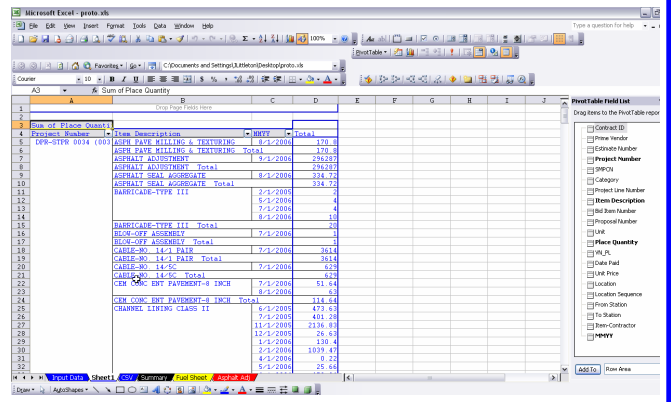 Microsoft Excel - proto.xls
File Edit View Insert Format Tools Data Window Help
Type a question for help
100%
PivotTable
Favorites Go C:\Documents and Settings\JLittleton\Desktop\proto.xls
Courier 10 B I U $ % ,
A3 fx Sum of Place Quantity
A B C D E F G H I J
1 Drop Page Fields Here
2
3 Sum of Place Quanti
4 Project Number Item Description MMYY Total
5 DPR-STPR 0034 (003 ASPH PAVE MILLING & TEXTURING 8/1/2006 170.8
6 ASPH PAVE MILLING & TEXTURING Total 170.8
7 ASPHALT ADJUSTMENT 9/1/2006 296287
8 ASPHALT ADJUSTMENT Total 296287
9 ASPHALT SEAL AGGREGATE 8/1/2006 334.72
10 ASPHALT SEAL AGGREGATE Total 334.72
11 BARRICADE-TYPE III 2/1/2005 2
12 5/1/2006 4
13 7/1/2006 4
14 8/1/2006 10
15 BARRICADE-TYPE III Total 20
16 BLOW-OFF ASSEMBLY 7/1/2006 1
17 BLOW-OFF ASSEMBLY Total 1
18 CABLE-NO. 14/1 PAIR 7/1/2006 3614
19 CABLE-NO. 14/1 PAIR Total 3614
20 CABLE-NO. 14/5C 7/1/2006 629
21 CABLE-NO. 14/5C Total 629
22 CEM CONC ENT PAVEMENT-8 INCH 7/1/2006 51.64
23 8/1/2006 63
24 CEM CONC ENT PAVEMENT-8 INCH Total 114.64
25 CHANNEL LINING CLASS II 6/1/2005 473.63
26 7/1/2005 401.28
27 11/1/2005 2136.83
28 12/1/2005 26.63
29 1/1/2006 130.4
30 2/1/2006 1039.47
31 4/1/2006 0.22
32 5/1/2006 25.66
PivotTable Field List
Drag items to the PivotTable repor
Contract ID
Prime Vendor
Estimate Number
Project Number
SMPCN
Category
Project Line Number
Item Description
Bid Item Number
Proposal Number
Unit
Place Quantity
VN_PL
Date Paid
Unit Price
Location
Location Sequence
From Station
To Station
Item-Contractor
MMYY
Add To Row Area
Input Data Sheet1 CSV Summary Fuel Sheet Asphalt Adj
Draw AutoShapes